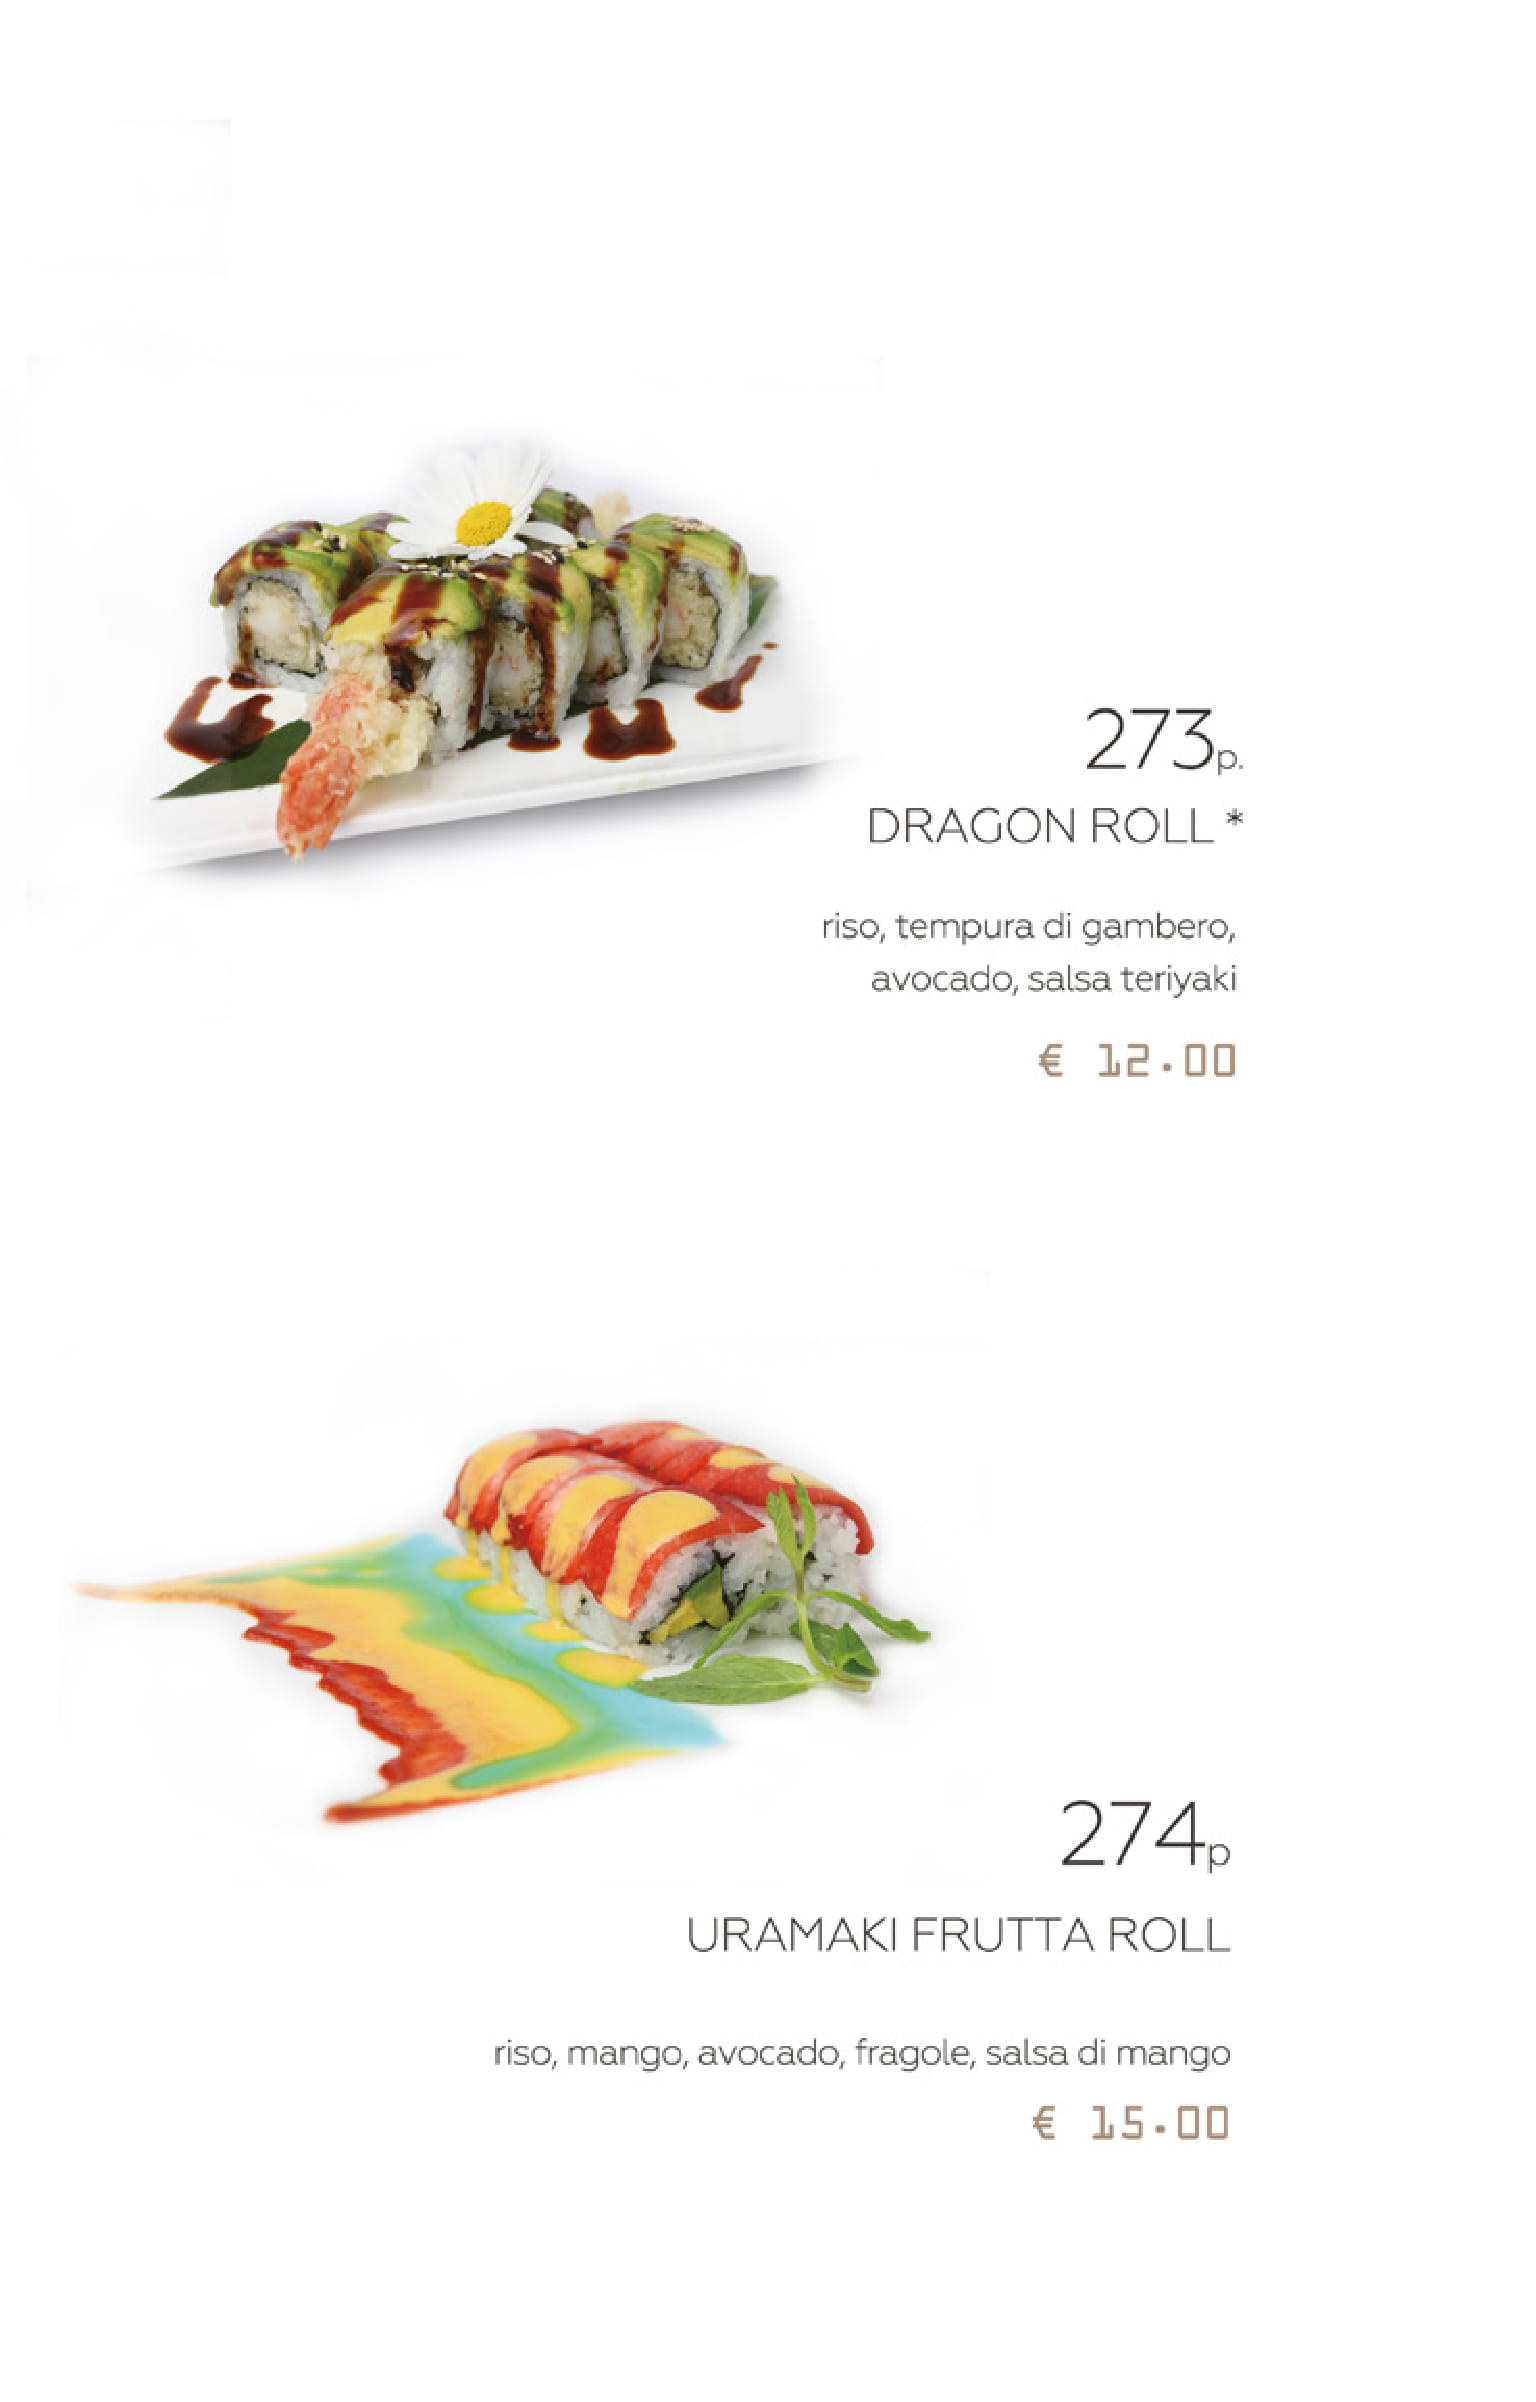 273p.
DRAGON ROLL *
riso, tempura di gambero,
avocado, salsa teriyaki
€ 12.00
274p
URAMAKI FRUTTA ROLL
riso, mango, avocado, fragole, salsa di mango
€ 15.00